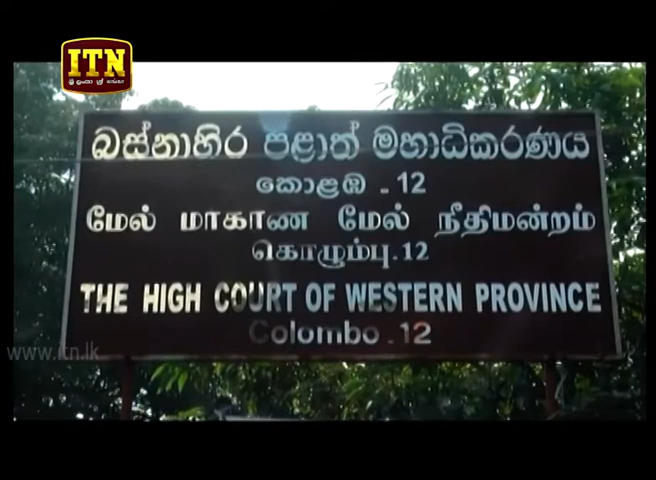 ITN
බස්නාහිර පළාත් මහාධිකරණය
කොළඹ - 12
மேல் மாகாண மேல் நீதிமன்றம்
கொழும்பு.12
THE HIGH COURT OF WESTERN PROVINCE
Colombo - 12
www.itn.lk